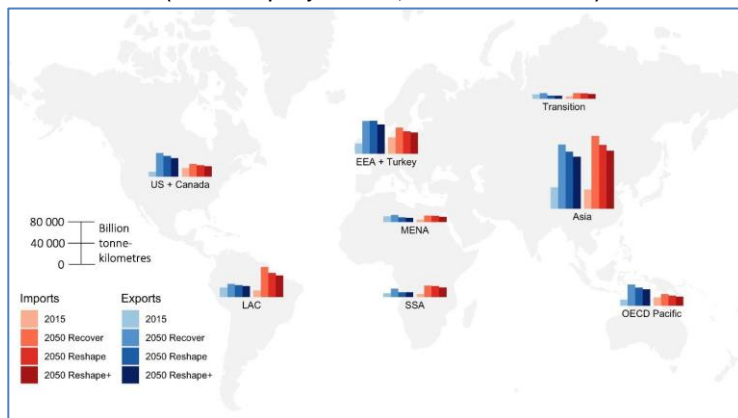 Transition
EEA + Turkey
US + Canada
Asia
80 000
40 000
0
Billion
tonne-
kilometres
MENA
LAC
SSA
OECD Pacific
Imports
2015
2050 Recover
2050 Reshape
2050 Reshape+
Exports
2015
2050 Recover
2050 Reshape
2050 Reshape+